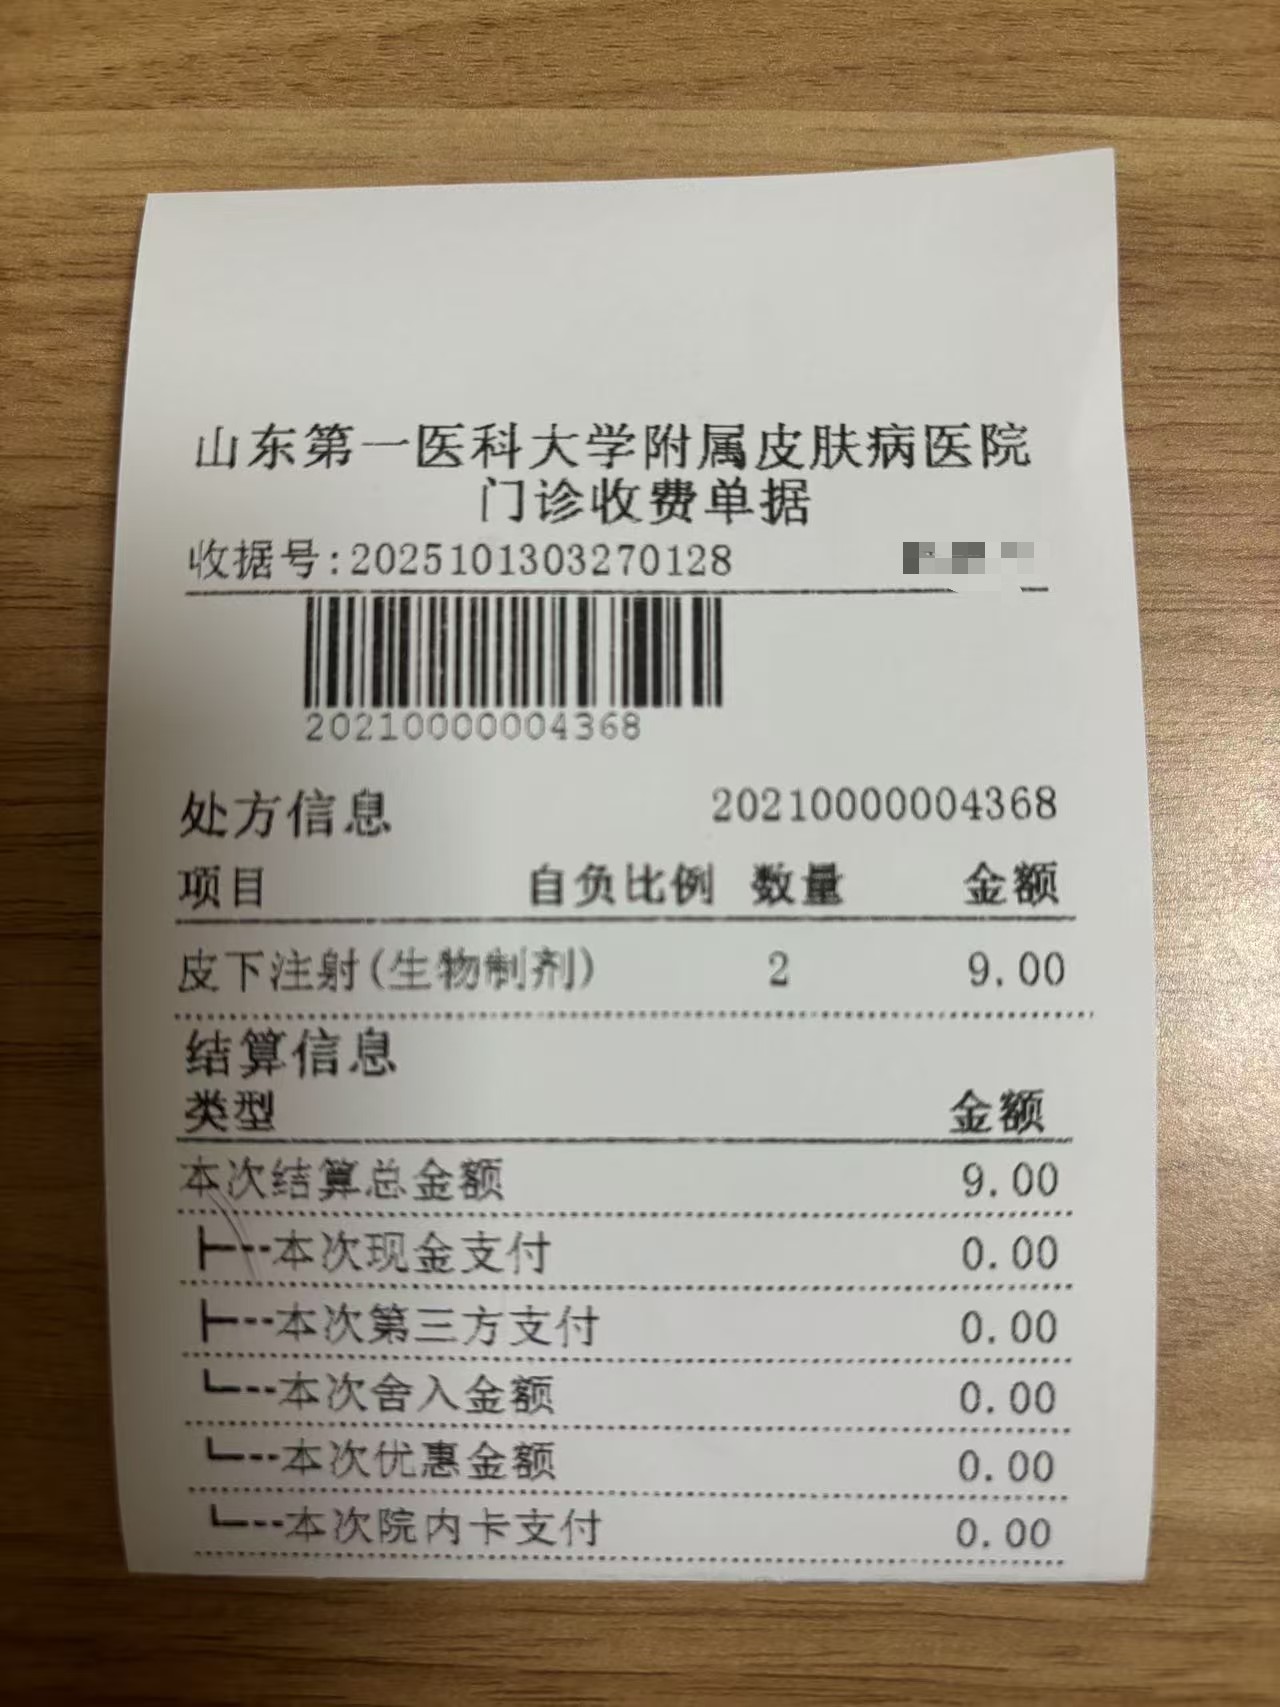 山东第一医科大学附属皮肤病医院
门诊收费单据
收据号:2025101303270128
20210000004368
处方信息 20210000004368
项目 自负比例 数量 金额
皮下注射(生物制剂) 2 9.00
结算信息
类型 金额
本次结算总金额 9.00
├--本次现金支付 0.00
├--本次第三方支付 0.00
└--本次舍入金额 0.00
└--本次优惠金额 0.00
└--本次院内卡支付 0.00